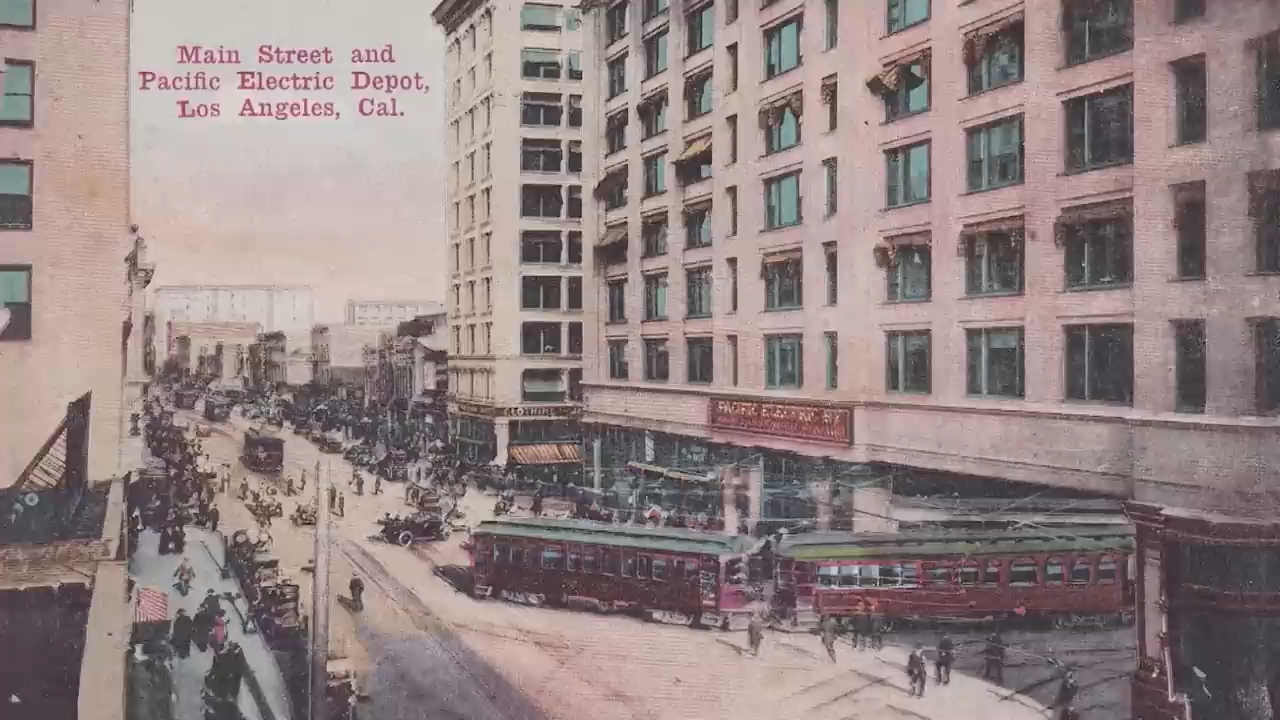 Main Street and
Pacific Electric Depot,
Los Angeles, Cal.
CLOTHING
PACIFIC ELECTRIC RY